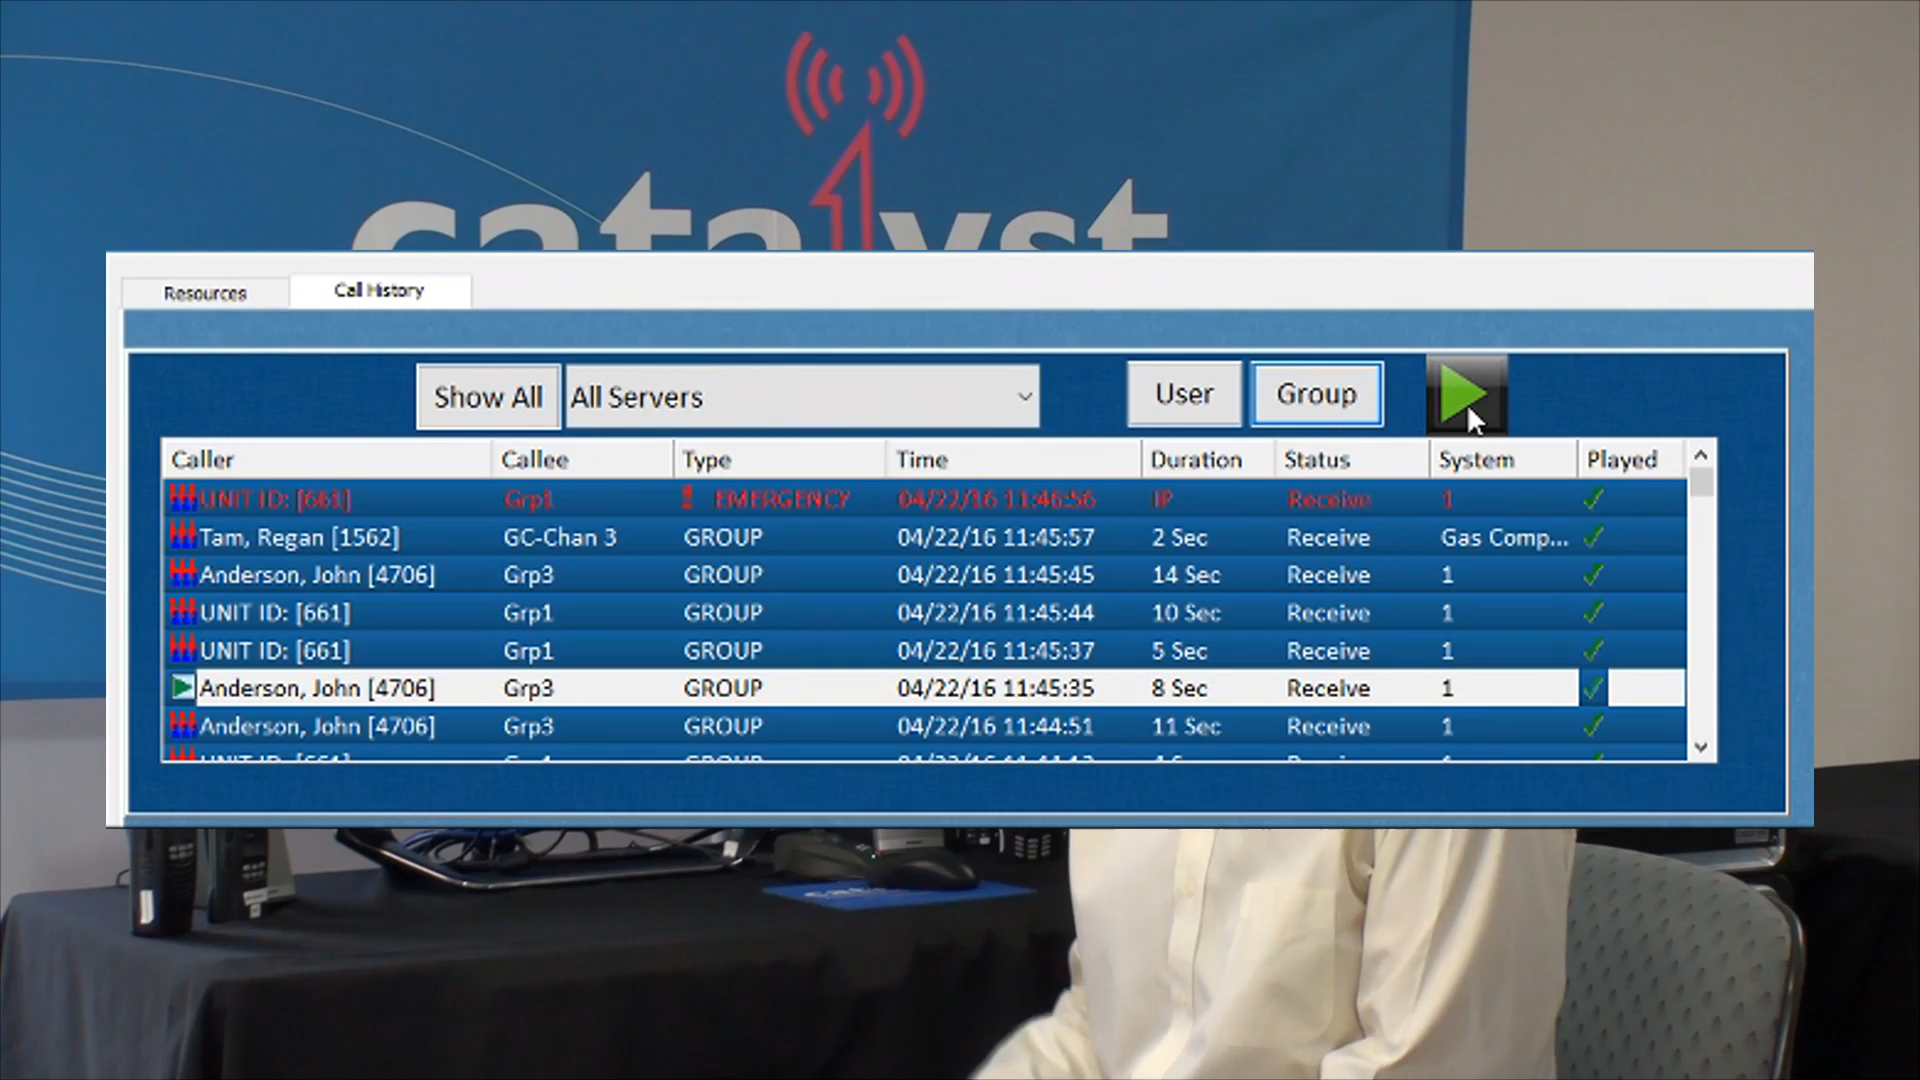 catalyst
Resources Call History
Show All All Servers User Group
Caller Callee Type Time Duration Status System Played
UNIT ID: [661] Grp1 ! EMERGENCY 04/22/16 11:46:56 IP Receive 1
Tam, Regan [1562] GC-Chan 3 GROUP 04/22/16 11:45:57 2 Sec Receive Gas Comp...
Anderson, John [4706] Grp3 GROUP 04/22/16 11:45:45 14 Sec Receive 1
UNIT ID: [661] Grp1 GROUP 04/22/16 11:45:44 10 Sec Receive 1
UNIT ID: [661] Grp1 GROUP 04/22/16 11:45:37 5 Sec Receive 1
Anderson, John [4706] Grp3 GROUP 04/22/16 11:45:35 8 Sec Receive 1
Anderson, John [4706] Grp3 GROUP 04/22/16 11:44:51 11 Sec Receive 1